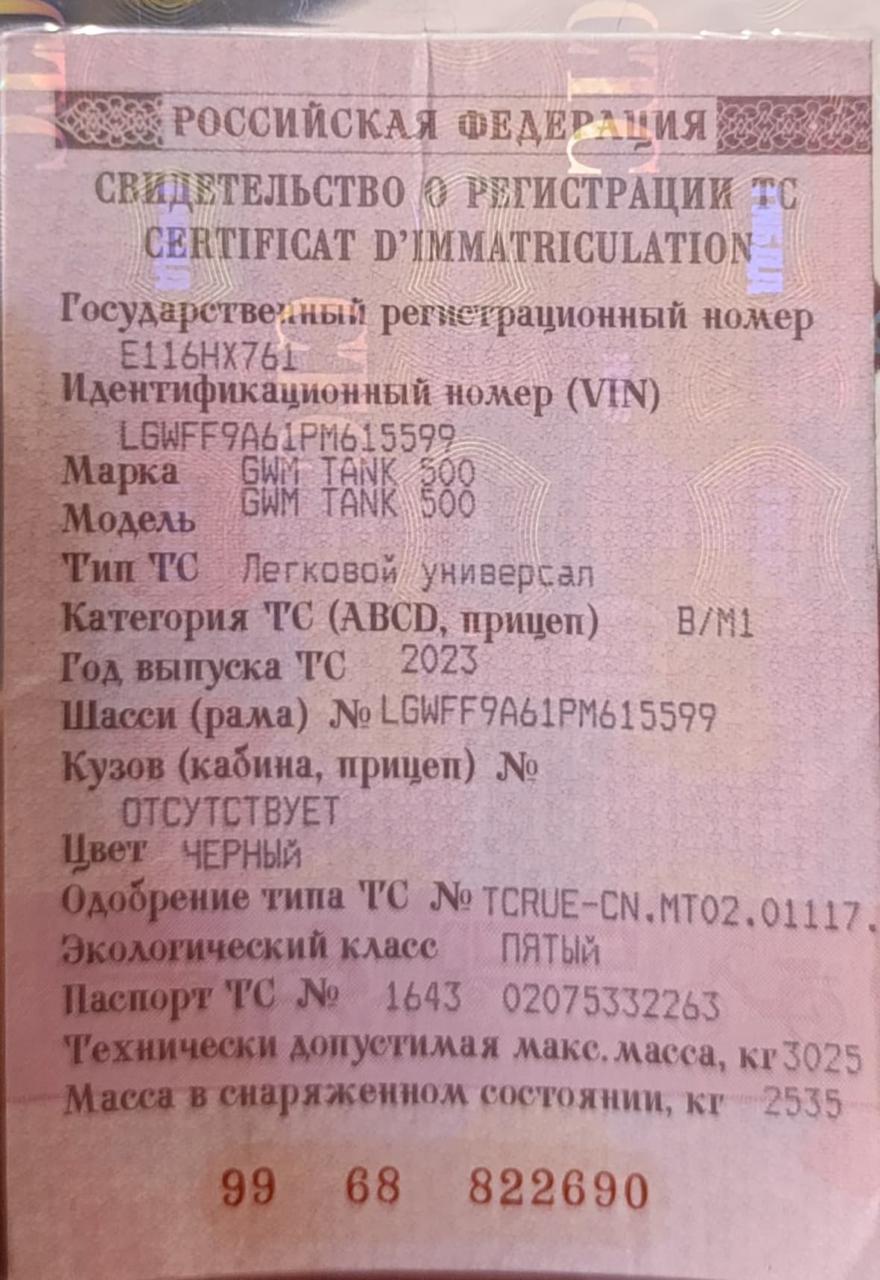 РОССИЙСКАЯ ФЕДЕРАЦИЯ
СВИДЕТЕЛЬСТВО О РЕГИСТРАЦИИ ТС
CERTIFICAT D'IMMATRICULATION
Государственный регистрационный номер
Е116НХ761
Идентификационный номер (VIN)
LGWFF9A61PM615599
Марка GWM TANK 500
Модель GWM TANK 500
Тип ТС Легковой универсал
Категория ТС (ABCD, прицеп) B/M1
Год выпуска ТС 2023
Шасси (рама) № LGWFF9A61PM615599
Кузов (кабина, прицеп) №
ОТСУТСТВУЕТ
Цвет ЧЕРНЫЙ
Одобрение типа ТС № ТСRUE-CN.МТ02.01117.
Экологический класс ПЯТЫЙ
Паспорт ТС № 1643 02075332263
Технически допустимая макс. масса, кг 3025
Масса в снаряженном состоянии, кг 2535
99 68 822690